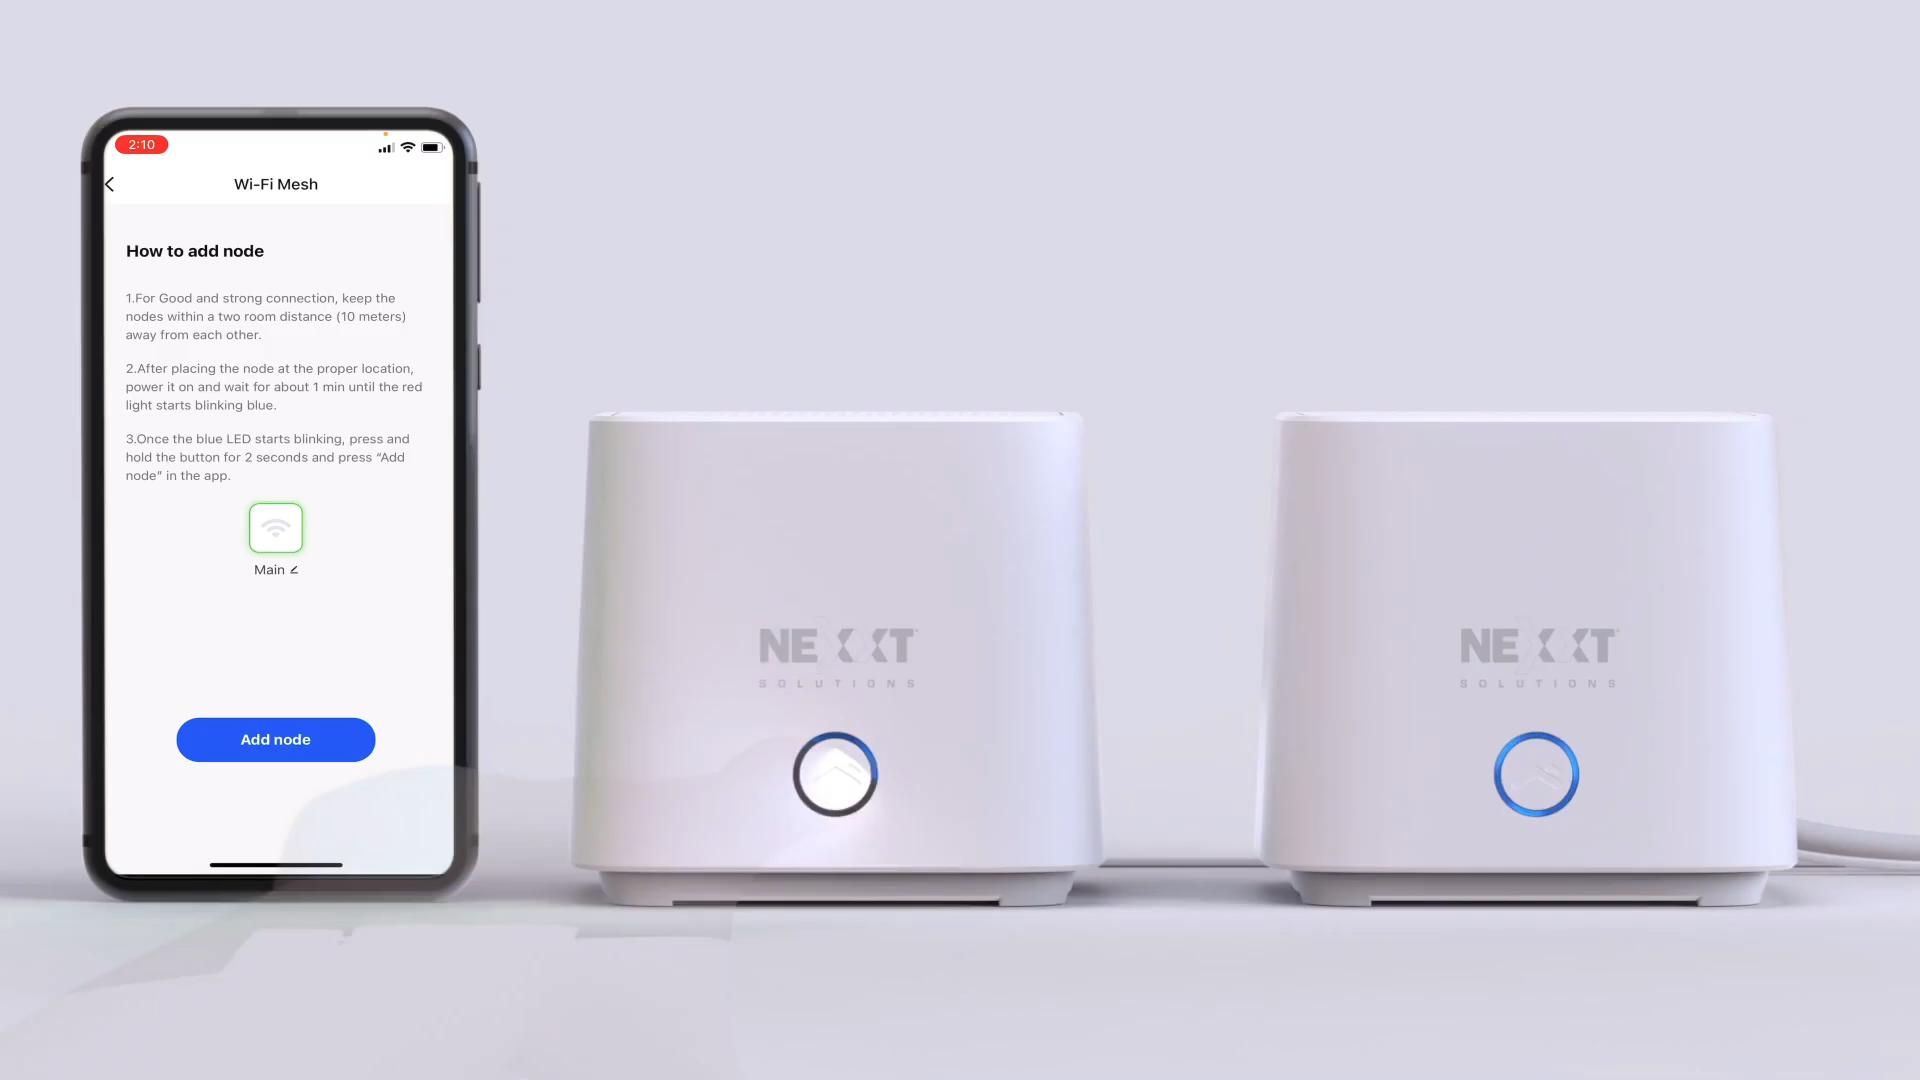 2:10
Wi-Fi Mesh
How to add node
1.For Good and strong connection, keep the
nodes within a two room distance (10 meters)
away from each other.
2.After placing the node at the proper location,
power it on and wait for about 1 min until the red
light starts blinking blue.
3.Once the blue LED starts blinking, press and
hold the button for 2 seconds and press “Add
node” in the app.
Main
Add node
NEXXT
SOLUTIONS
NEXXT
SOLUTIONS